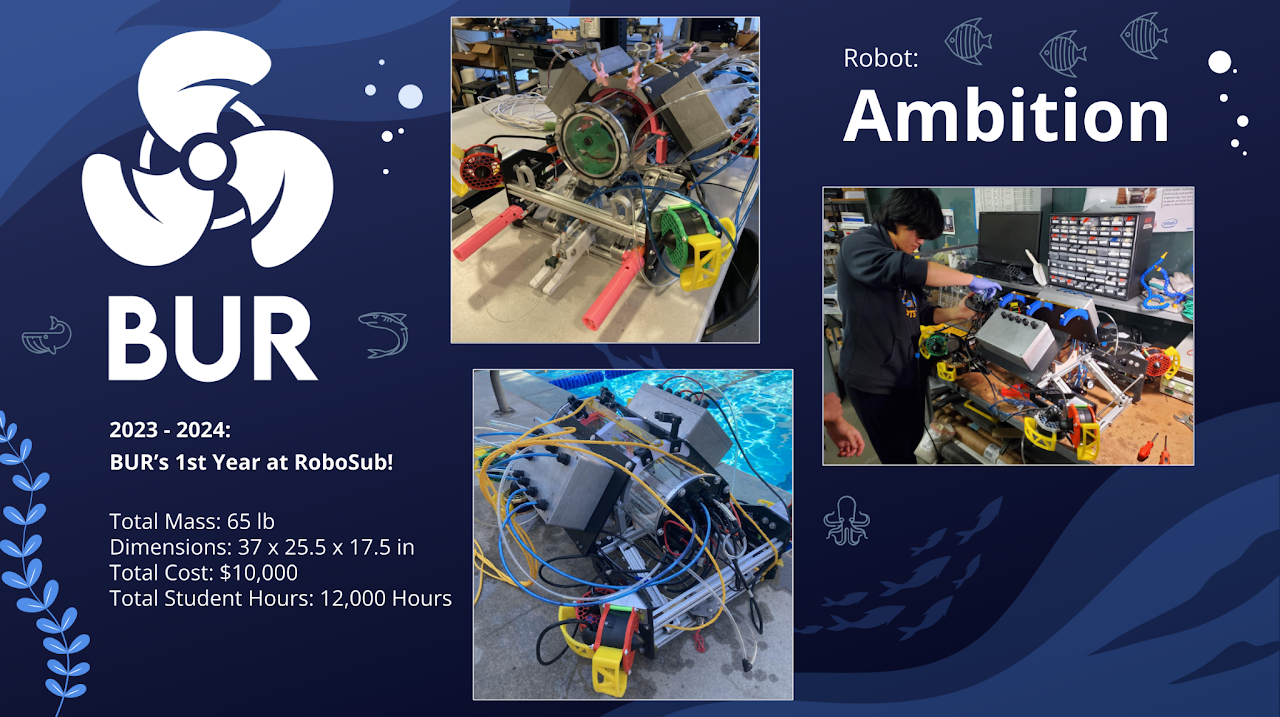 BUR
2023 - 2024:
BUR’s 1st Year at RoboSub!
Total Mass: 65 lb
Dimensions: 37 x 25.5 x 17.5 in
Total Cost: $10,000
Total Student Hours: 12,000 Hours
Robot:
Ambition